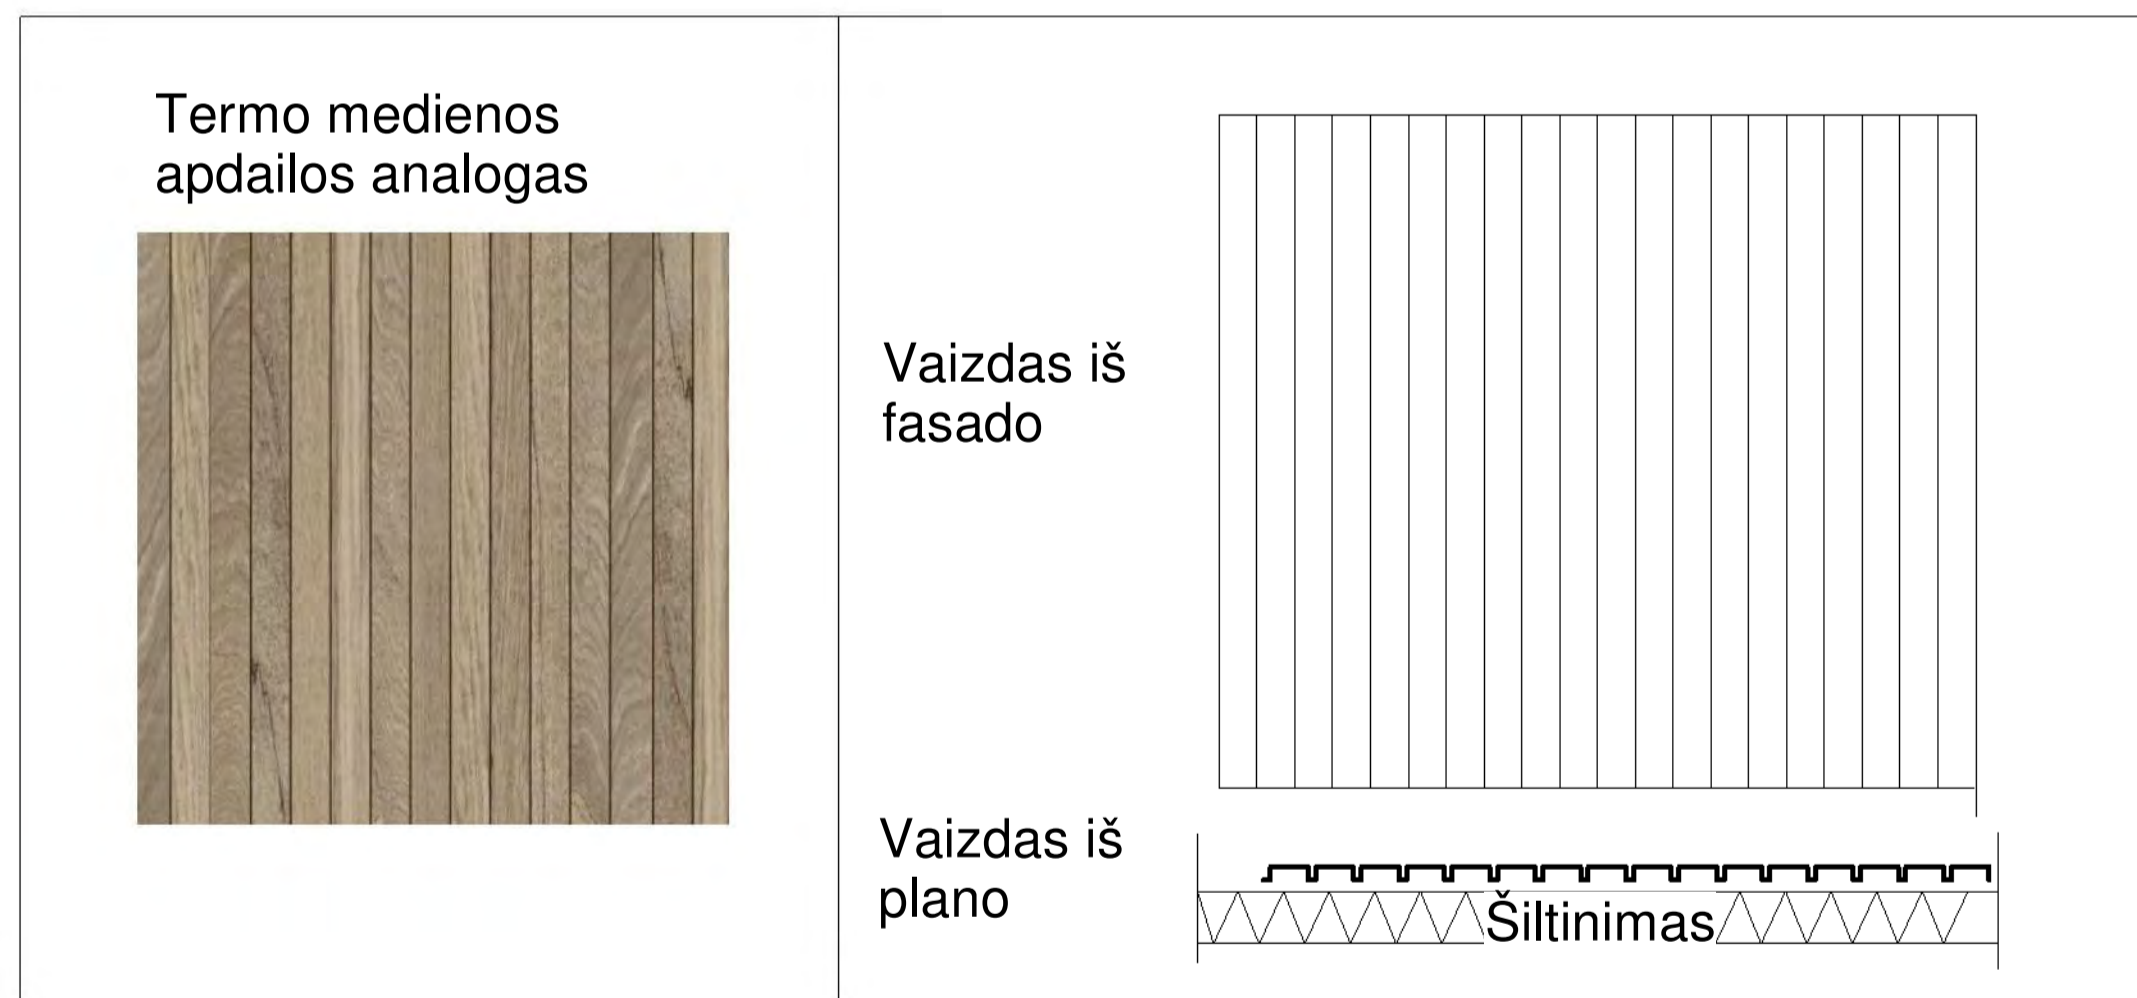 Termo medienos
apdailos analogas
Vaizdas iš
fasado
Vaizdas iš
plano
Šiltinimas